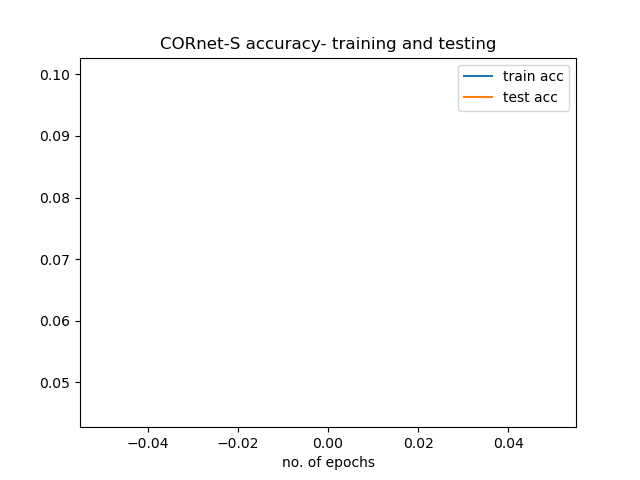 CORnet-S accuracy- training and testing
train acc
test acc
0.10
0.09
0.08
0.07
0.06
0.05
−0.04 −0.02 0.00 0.02 0.04
no. of epochs